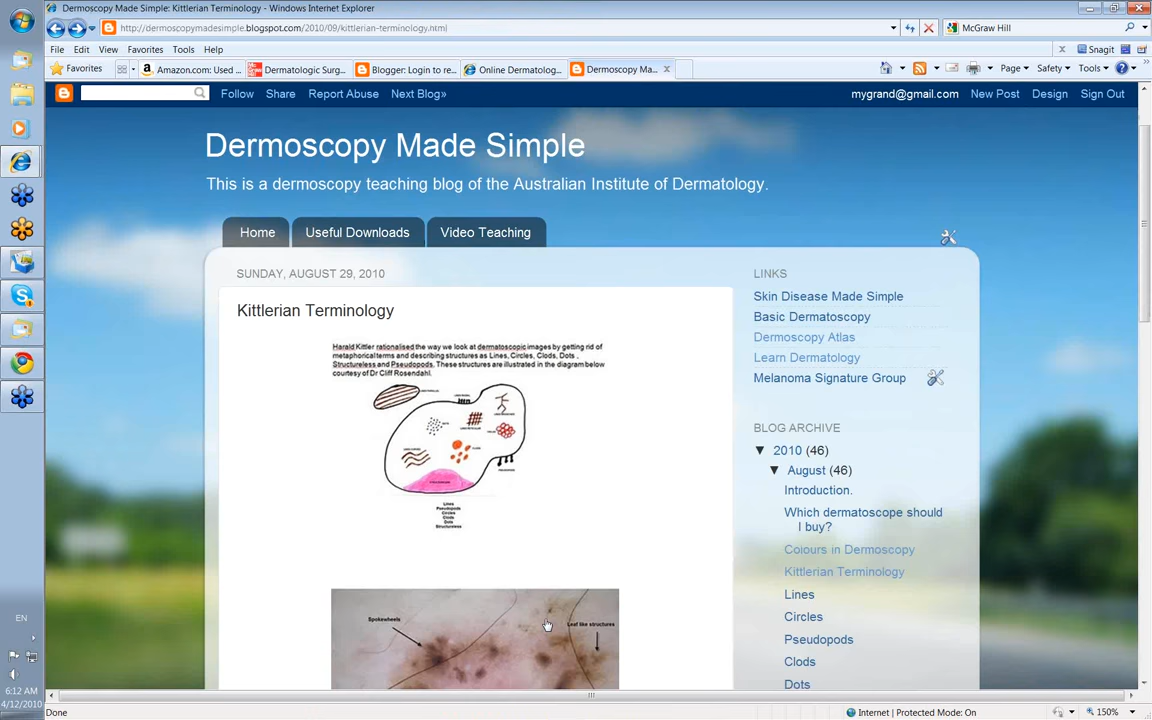 Dermoscopy Made Simple: Kittlerian Terminology - Windows Internet Explorer
http://dermoscopymadesimple.blogspot.com/2010/09/kittlerian-terminology.html
McGraw Hill
File Edit View Favorites Tools Help
Snagit
Favorites
Amazon.com: Used ...
Dermatologic Surg...
Blogger: Login to re...
Online Dermatolog...
Dermoscopy Ma...
Page Safety Tools
Follow Share Report Abuse Next Blog»
mygrand@gmail.com New Post Design Sign Out
Dermoscopy Made Simple
This is a dermoscopy teaching blog of the Australian Institute of Dermatology.
Home Useful Downloads Video Teaching
SUNDAY, AUGUST 29, 2010
Kittlerian Terminology
Harald Kittler rationalised the way we look at dermatoscopic images by getting rid of
metaphorical terms and describing structures as Lines, Circles, Clods, Dots ,
Structureless and Pseudopods. These structures are illustrated in the diagram below
courtesy of Dr Cliff Rosendahl.
Lines
Pseudopods
Circles
Clods
Dots
Structureless
Spokewheels
Leaf like structures
LINKS
Skin Disease Made Simple
Basic Dermatoscopy
Dermoscopy Atlas
Learn Dermatology
Melanoma Signature Group
BLOG ARCHIVE
▼ 2010 (46)
▼ August (46)
Introduction.
Which dermatoscope should
I buy?
Colours in Dermoscopy
Kittlerian Terminology
Lines
Circles
Pseudopods
Clods
Dots
EN
6:12 AM
4/12/2010
Done
Internet | Protected Mode: On
150%